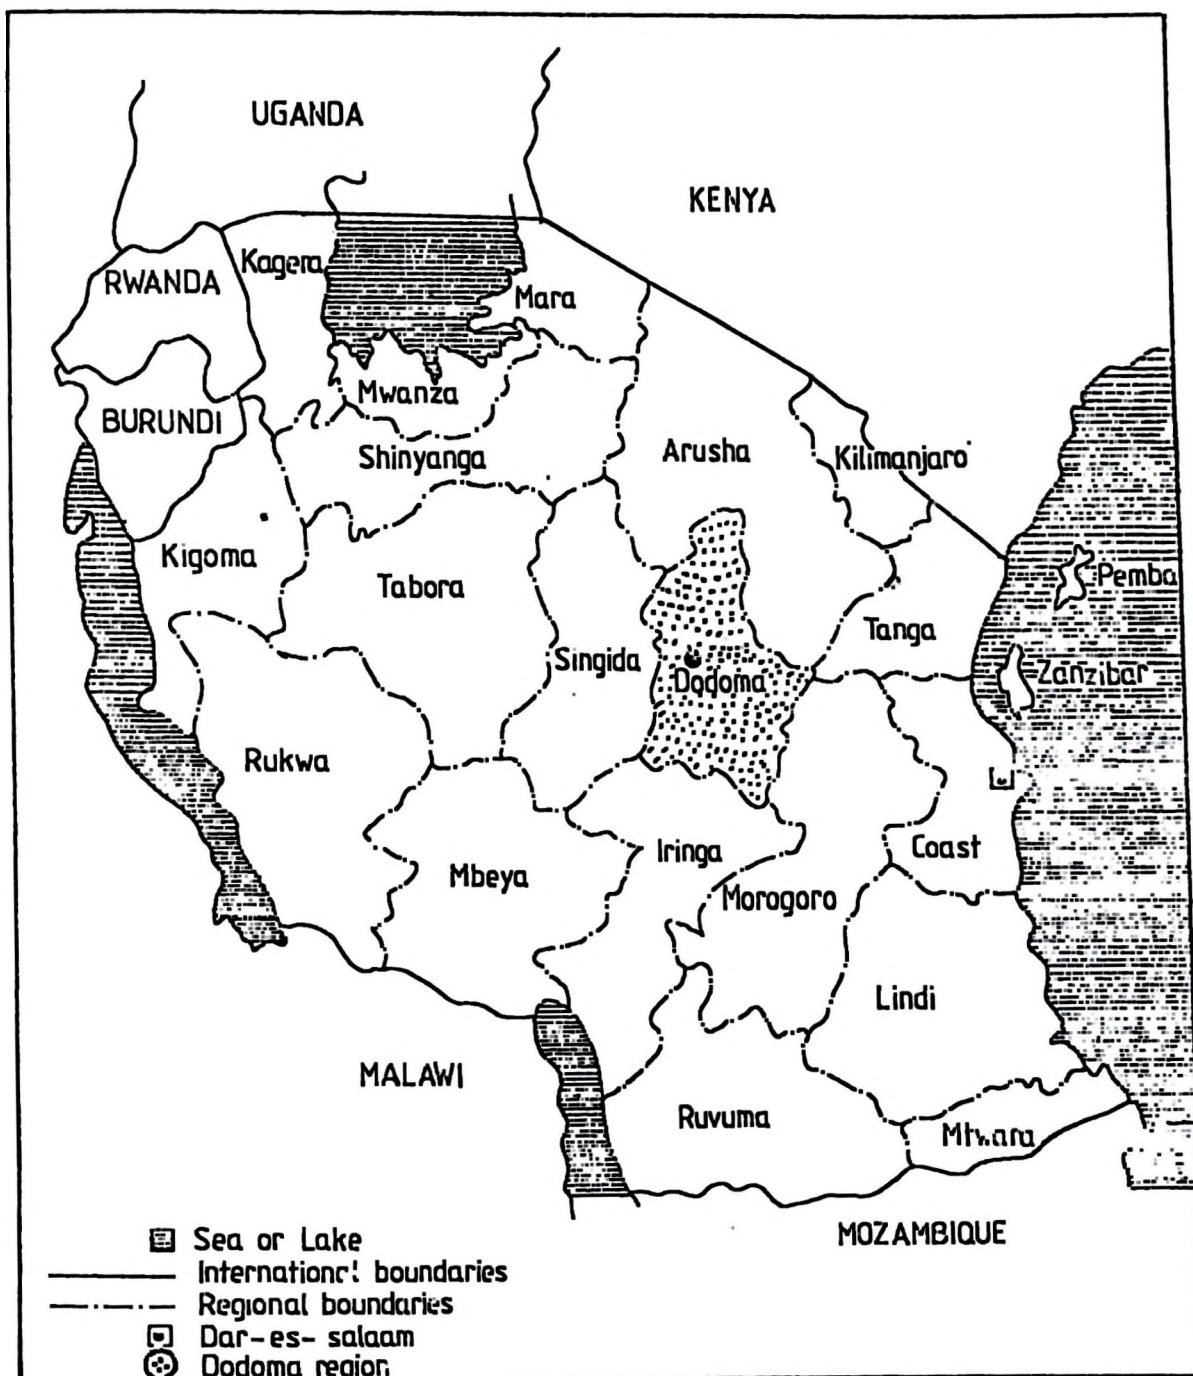 UGANDA
KENYA
Kagera
RWANDA
Mara
Mwanza
BURUNDI
Shinyanga
Arusha
Kilimanjaro
Kigoma
Tabora
Pemba
Tanga
Singida
Dodoma
Zanzibar
Rukwa
Iringa
Coast
Mbeya
Morogoro
Lindi
MALAWI
Ruvuma
Mtwara
MOZAMBIQUE
Sea or Lake
International boundaries
Regional boundaries
Dar-es-salaam
Dodoma region